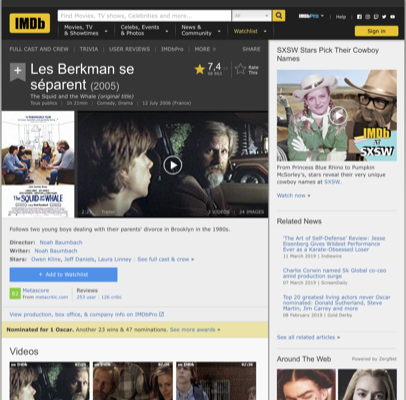 IMDb
Find Movies, TV shows, Celebrities and more...
All
IMDbPro
Help
Movies, TV
& Showtimes
Celebs, Events
& Photos
News &
Community
Watchlist
Sign in
FULL CAST AND CREW | TRIVIA | USER REVIEWS | IMDbPro | MORE
SHARE
Les Berkman se
séparent (2005)
The Squid and the Whale (original title)
Tous publics | 1h 21min | Comedy, Drama | 12 July 2006 (France)
7,4
Rate
This
THE SQUID
AND THE WHALE
Trailer
24 IMAGES
Follows two young boys dealing with their parents' divorce in Brooklyn in the 1980s.
Director: Noah Baumbach
Writer: Noah Baumbach
Stars: Owen Kline, Jeff Daniels, Laura Linney | See full cast & crew »
+ Add to Watchlist
82
Metascore
From metacritic.com
Reviews
253 user | 126 critic
View production, box office, & company info on IMDbPro
Nominated for 1 Oscar. Another 23 wins & 47 nominations. See more awards »
Videos
SXSW Stars Pick Their Cowboy
Names
IMDb
at
SXSW
From Princess Blue Rhino to Pumpkin
McSorley's, stars reveal their very unique
cowboy names at SXSW.
Watch now »
Related News
'The Art of Self-Defense' Review: Jesse
Eisenberg Gives Wildest Performance
Ever as a Karate-Obsessed Loser
11 March 2019 | Indiewire
Charlie Corwin named Sk Global co-ceo
amid production surge
07 March 2019 | ScreenDaily
Top 20 greatest living actors never Oscar
nominated: Donald Sutherland, Steve
Martin, Jim Carrey and more
09 February 2019 | Gold Derby
See all related articles »
Around The Web
Powered by ZergNet